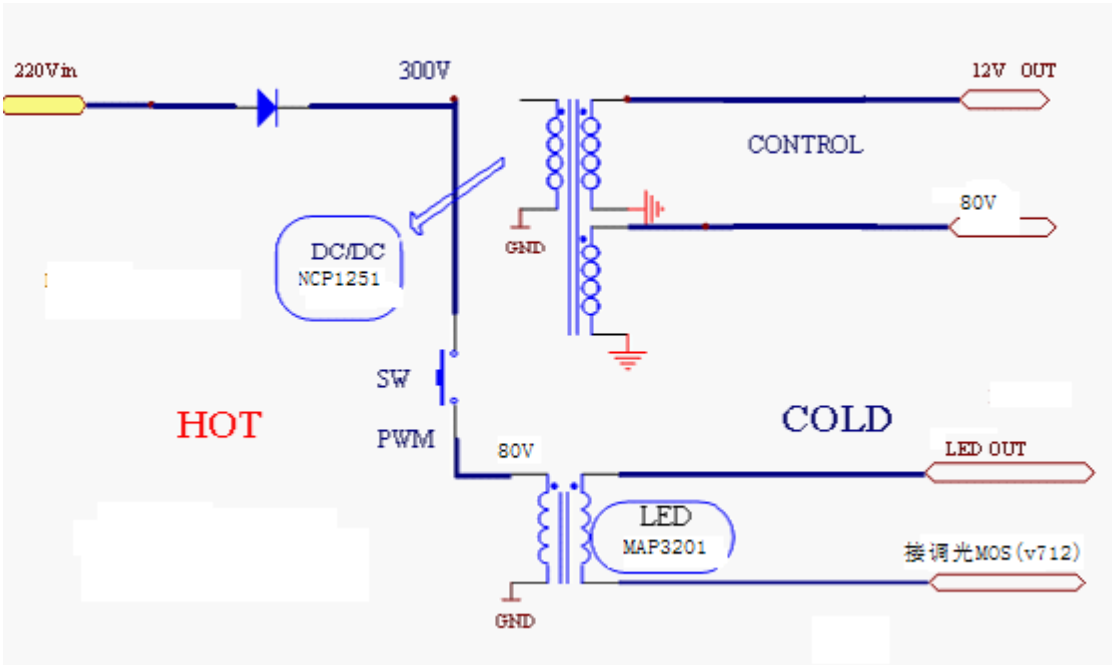 220Vin
300V
12V OUT
CONTROL
80V
GND
DC/DC
NCP1251
SW
HOT
COLD
PWM
80V
LED OUT
LED
MAP3201
接调光MOS(v712)
GND